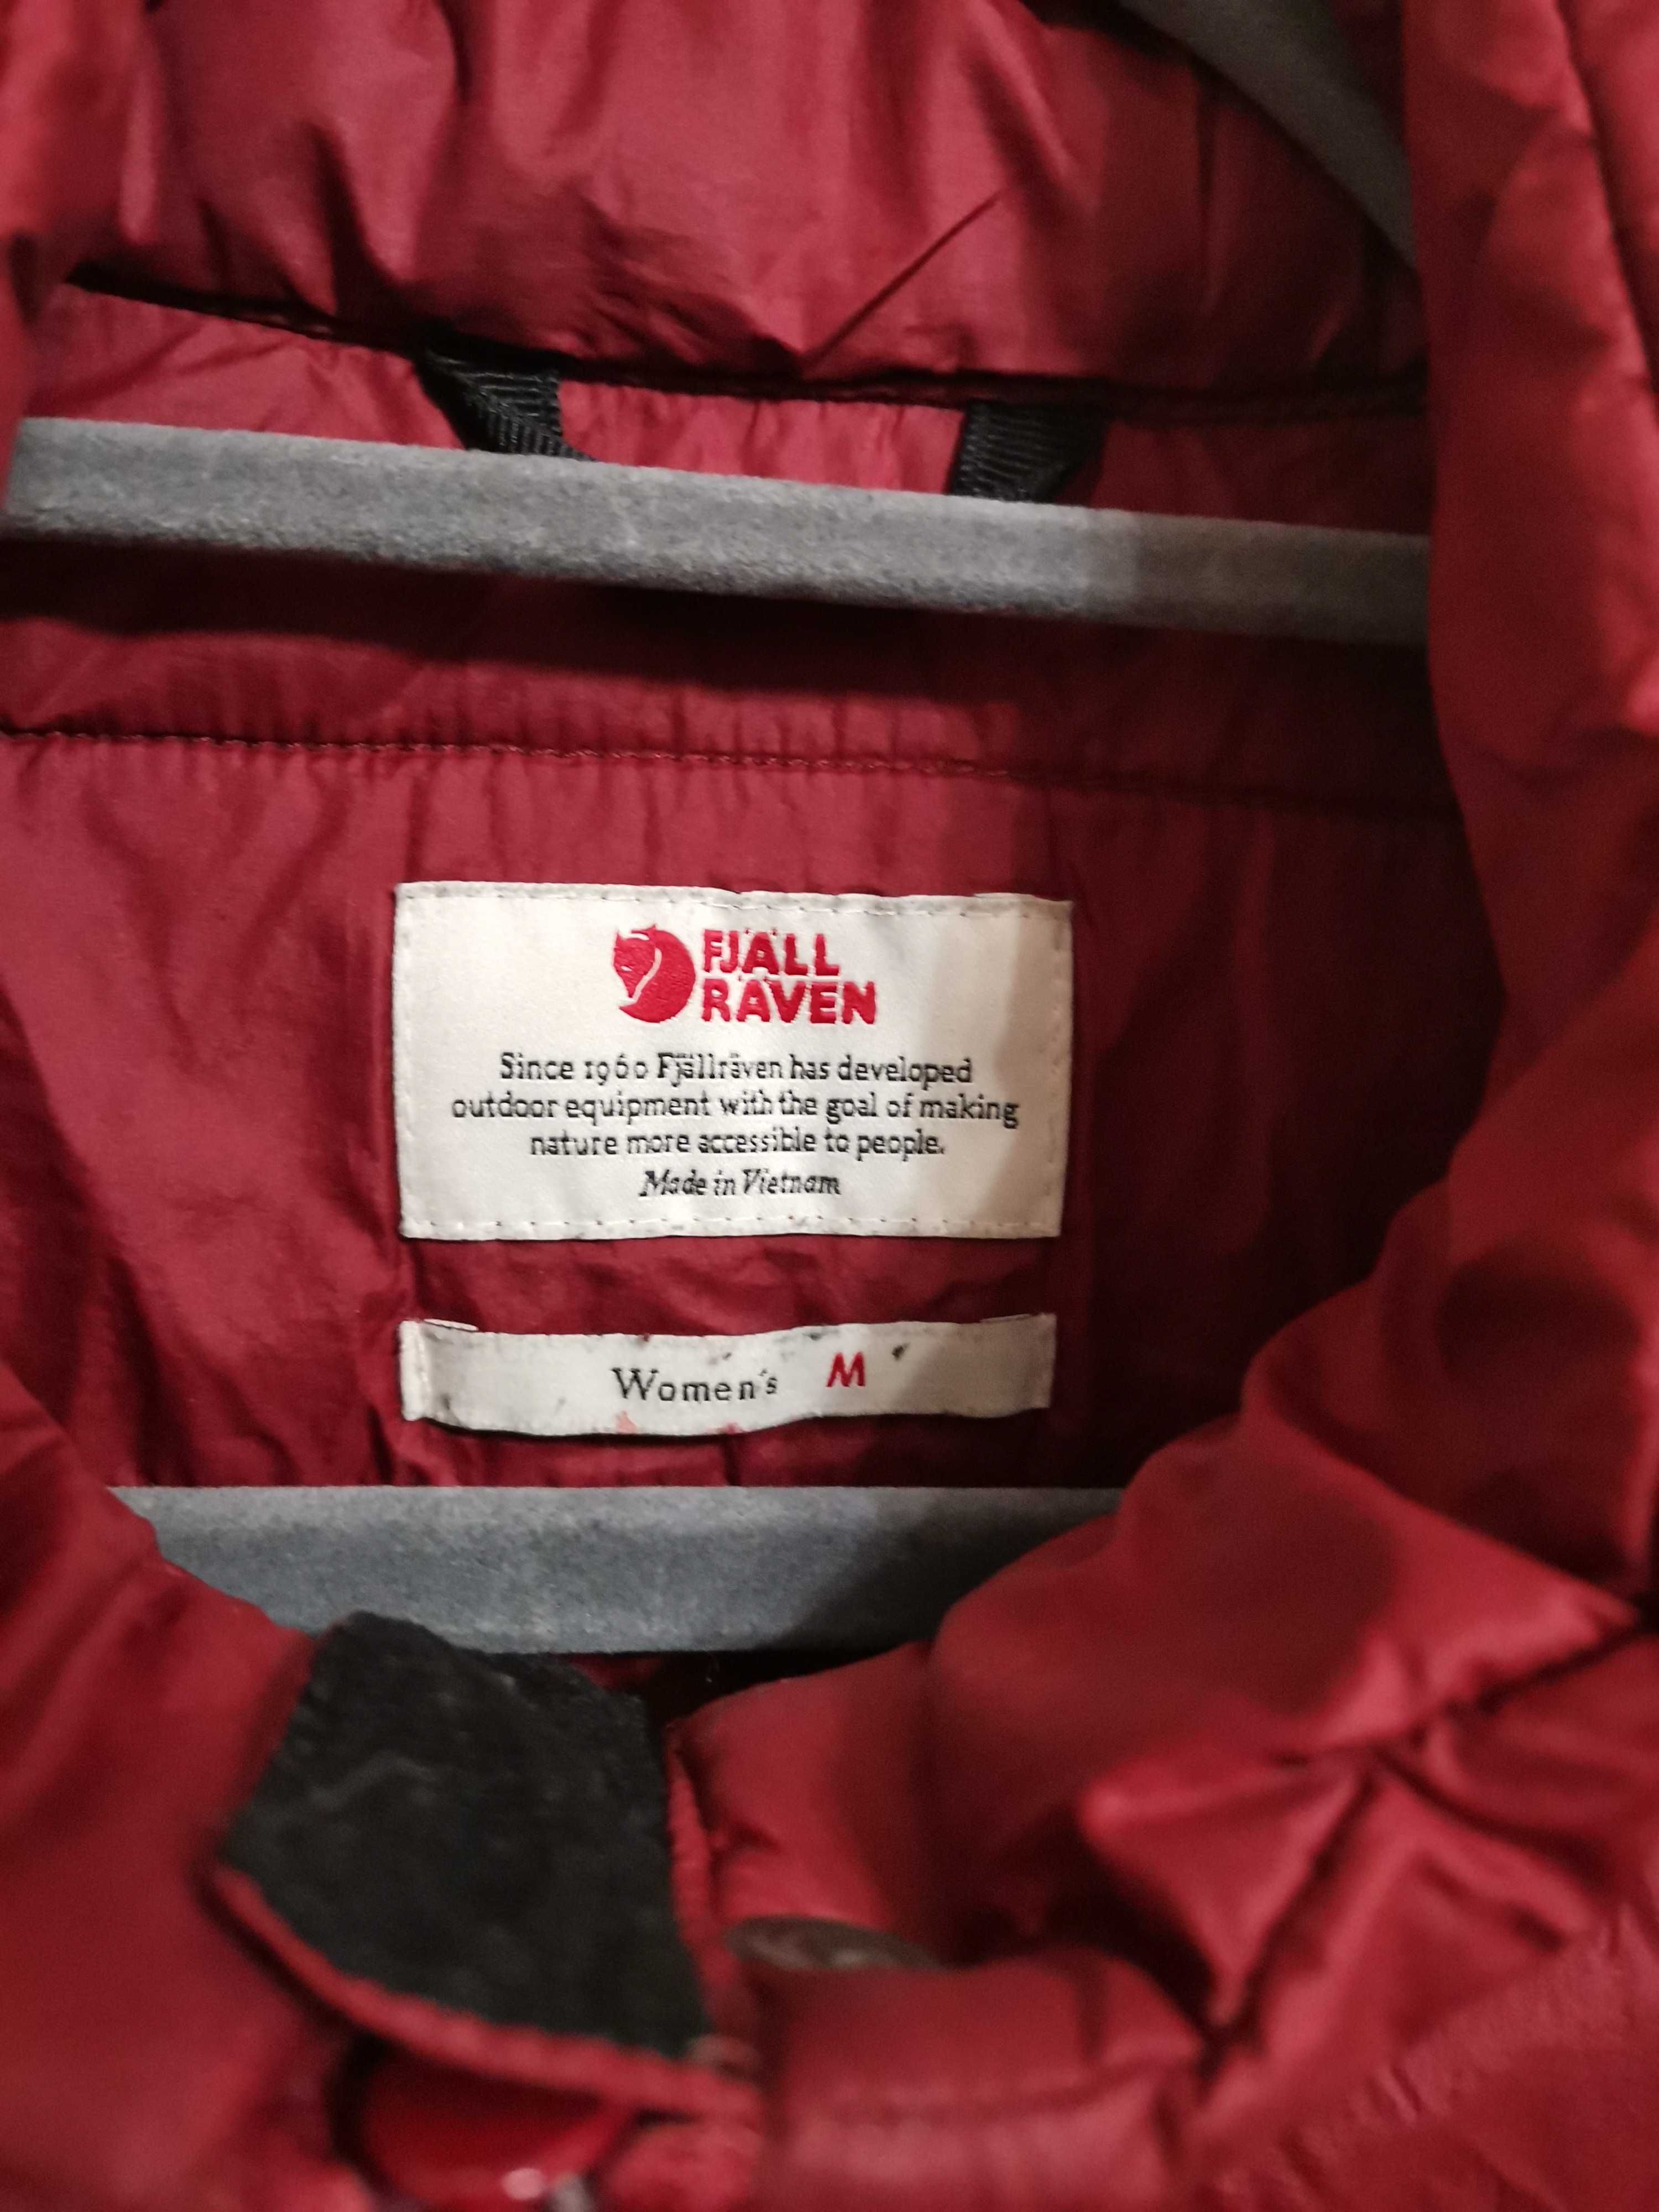 FJÄLL
RÄVEN
Since 1960 Fjällräven has developed
outdoor equipment with the goal of making
nature more accessible to people.
Made in Vietnam
Women's M